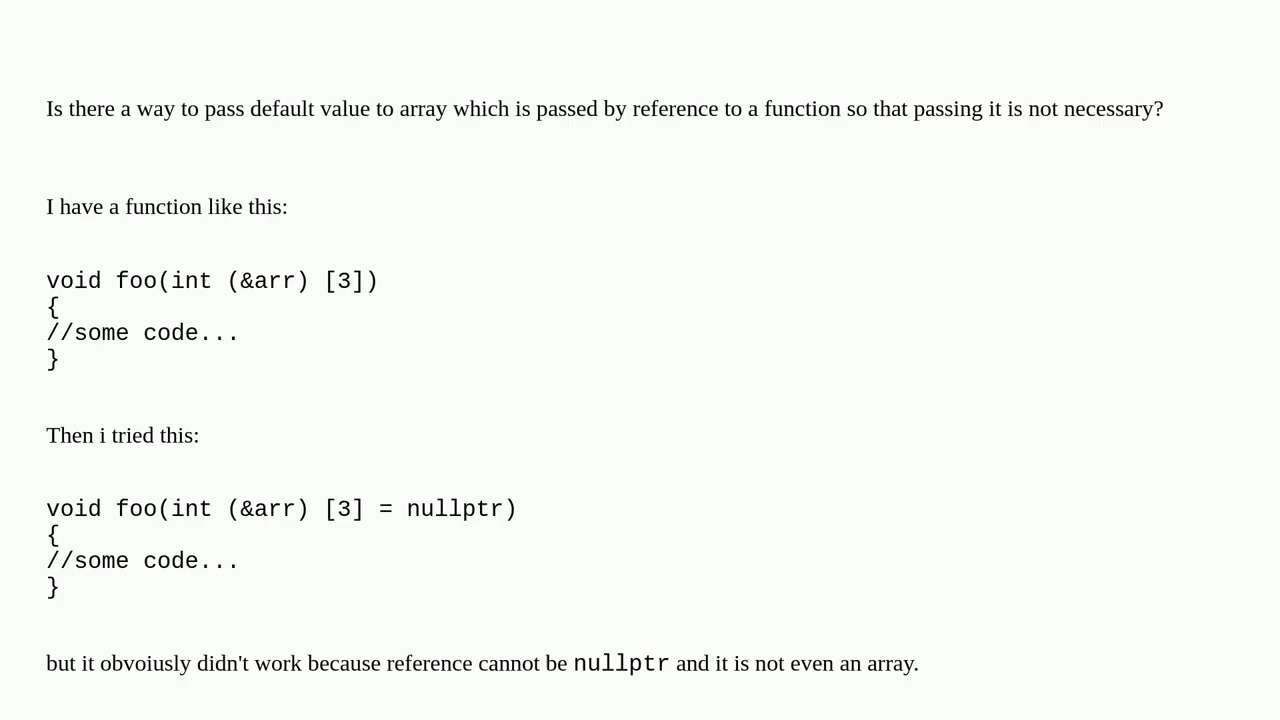 Is there a way to pass default value to array which is passed by reference to a function so that passing it is not necessary?
I have a function like this:
void foo(int (&arr) [3])
{
//some code...
}
Then i tried this:
void foo(int (&arr) [3] = nullptr)
{
//some code...
}
but it obvoiusly didn't work because reference cannot be nullptr and it is not even an array.